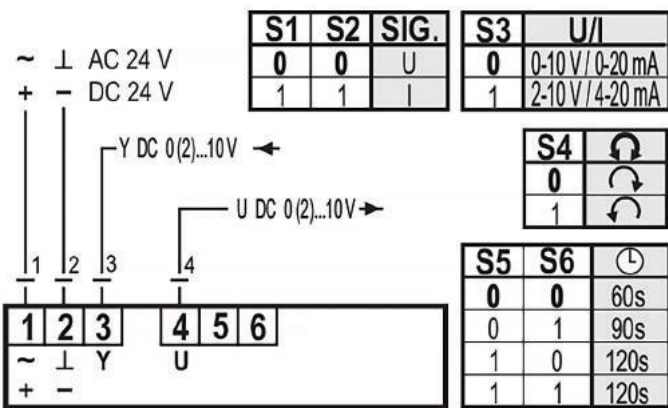 ~ ⊥ AC 24 V
+ − DC 24 V
Y DC 0(2)...10V
U DC 0(2)...10V
1 2 3 4
1 2 3 4 5 6
~ ⊥ Y U
+ −
S1 S2 SIG.
0 0 U
1 1 I
S3 U/I
0 0-10 V / 0-20 mA
1 2-10 V / 4-20 mA
S4
0
1
S5 S6
0 0 60s
0 1 90s
1 0 120s
1 1 120s